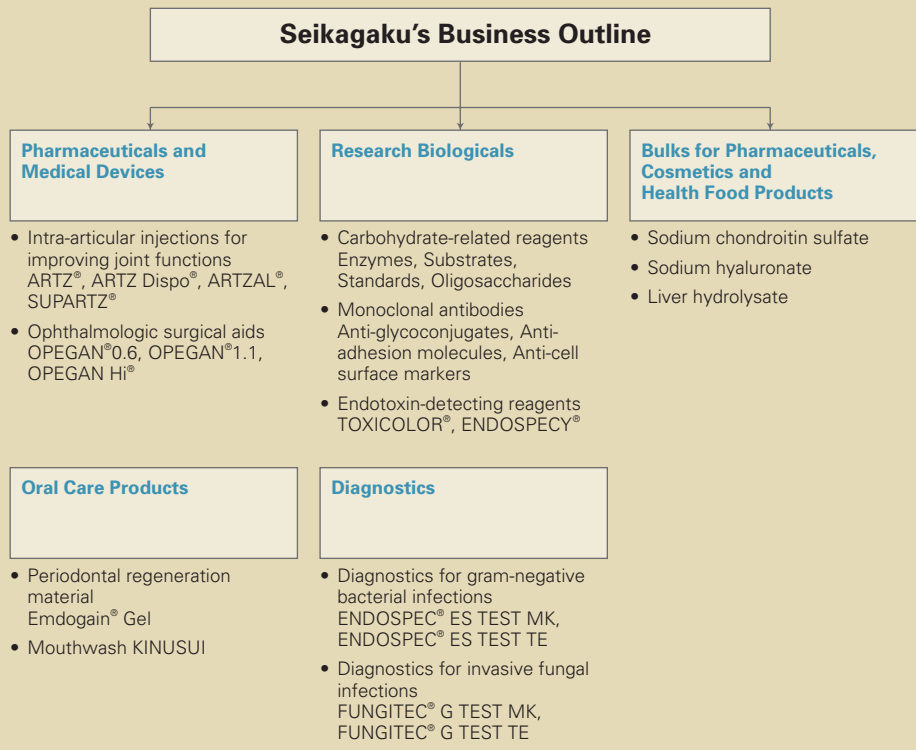 Seikagaku's Business Outline
Pharmaceuticals and
Medical Devices
• Intra-articular injections for
improving joint functions
ARTZ®, ARTZ Dispo®, ARTZAL®,
SUPARTZ®
• Ophthalmologic surgical aids
OPEGAN®0.6, OPEGAN®1.1,
OPEGAN Hi®
Research Biologicals
• Carbohydrate-related reagents
Enzymes, Substrates,
Standards, Oligosaccharides
• Monoclonal antibodies
Anti-glycoconjugates, Anti-
adhesion molecules, Anti-cell
surface markers
• Endotoxin-detecting reagents
TOXICOLOR®, ENDOSPECY®
Bulks for Pharmaceuticals,
Cosmetics and
Health Food Products
• Sodium chondroitin sulfate
• Sodium hyaluronate
• Liver hydrolysate
Oral Care Products
• Periodontal regeneration
material
Emdogain® Gel
• Mouthwash KINUSUI
Diagnostics
• Diagnostics for gram-negative
bacterial infections
ENDOSPEC® ES TEST MK,
ENDOSPEC® ES TEST TE
• Diagnostics for invasive fungal
infections
FUNGITEC® G TEST MK,
FUNGITEC® G TEST TE